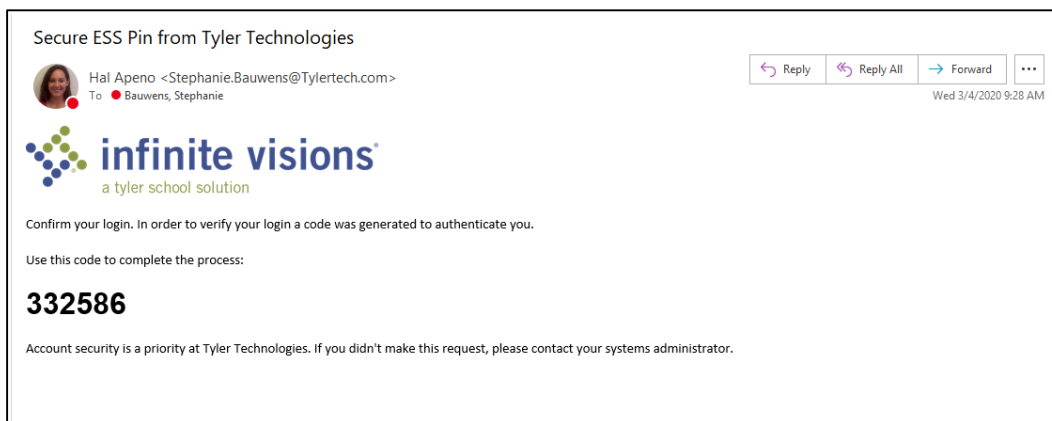 Secure ESS Pin from Tyler Technologies
Hal Apeno <Stephanie.Bauwens@Tylertech.com>
To Bauwens, Stephanie
Reply Reply All Forward ...
Wed 3/4/2020 9:28 AM
infinite visions
a tyler school solution
Confirm your login. In order to verify your login a code was generated to authenticate you.
Use this code to complete the process:
332586
Account security is a priority at Tyler Technologies. If you didn't make this request, please contact your systems administrator.